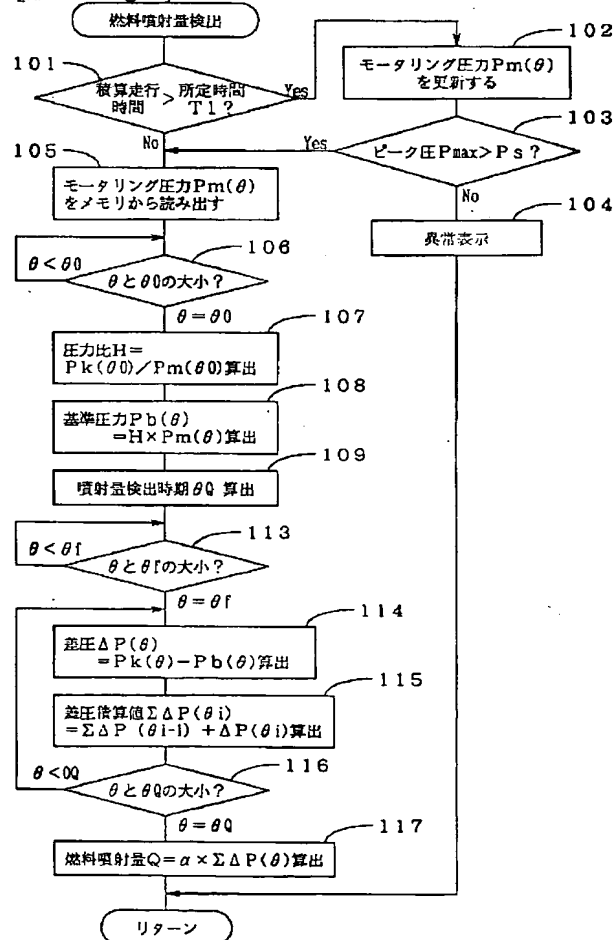 燃料噴射量検出
101
積算走行 > 所定時間
時間 T1?
Yes
No
102
モータリング圧力Pm(θ)
を更新する
103
ピーク圧Pmax>Ps?
Yes
No
104
異常表示
105
モータリング圧力Pm(θ)
をメモリから読み出す
106
θ<θ0
θとθ0の大小?
θ=θ0
107
圧力比H=
Pk(θ0)/Pm(θ0)算出
108
基準圧力Pb(θ)
=H×Pm(θ)算出
109
噴射量検出時期θQ 算出
113
θ<θf
θとθfの大小?
θ=θf
114
差圧ΔP(θ)
=Pk(θ)-Pb(θ)算出
115
差圧積算値ΣΔP(θi)
=ΣΔP (θi-1) +ΔP(θi)算出
116
θ<θQ
θとθQの大小?
θ=θQ
117
燃料噴射量Q=α×ΣΔP(θ)算出
リターン